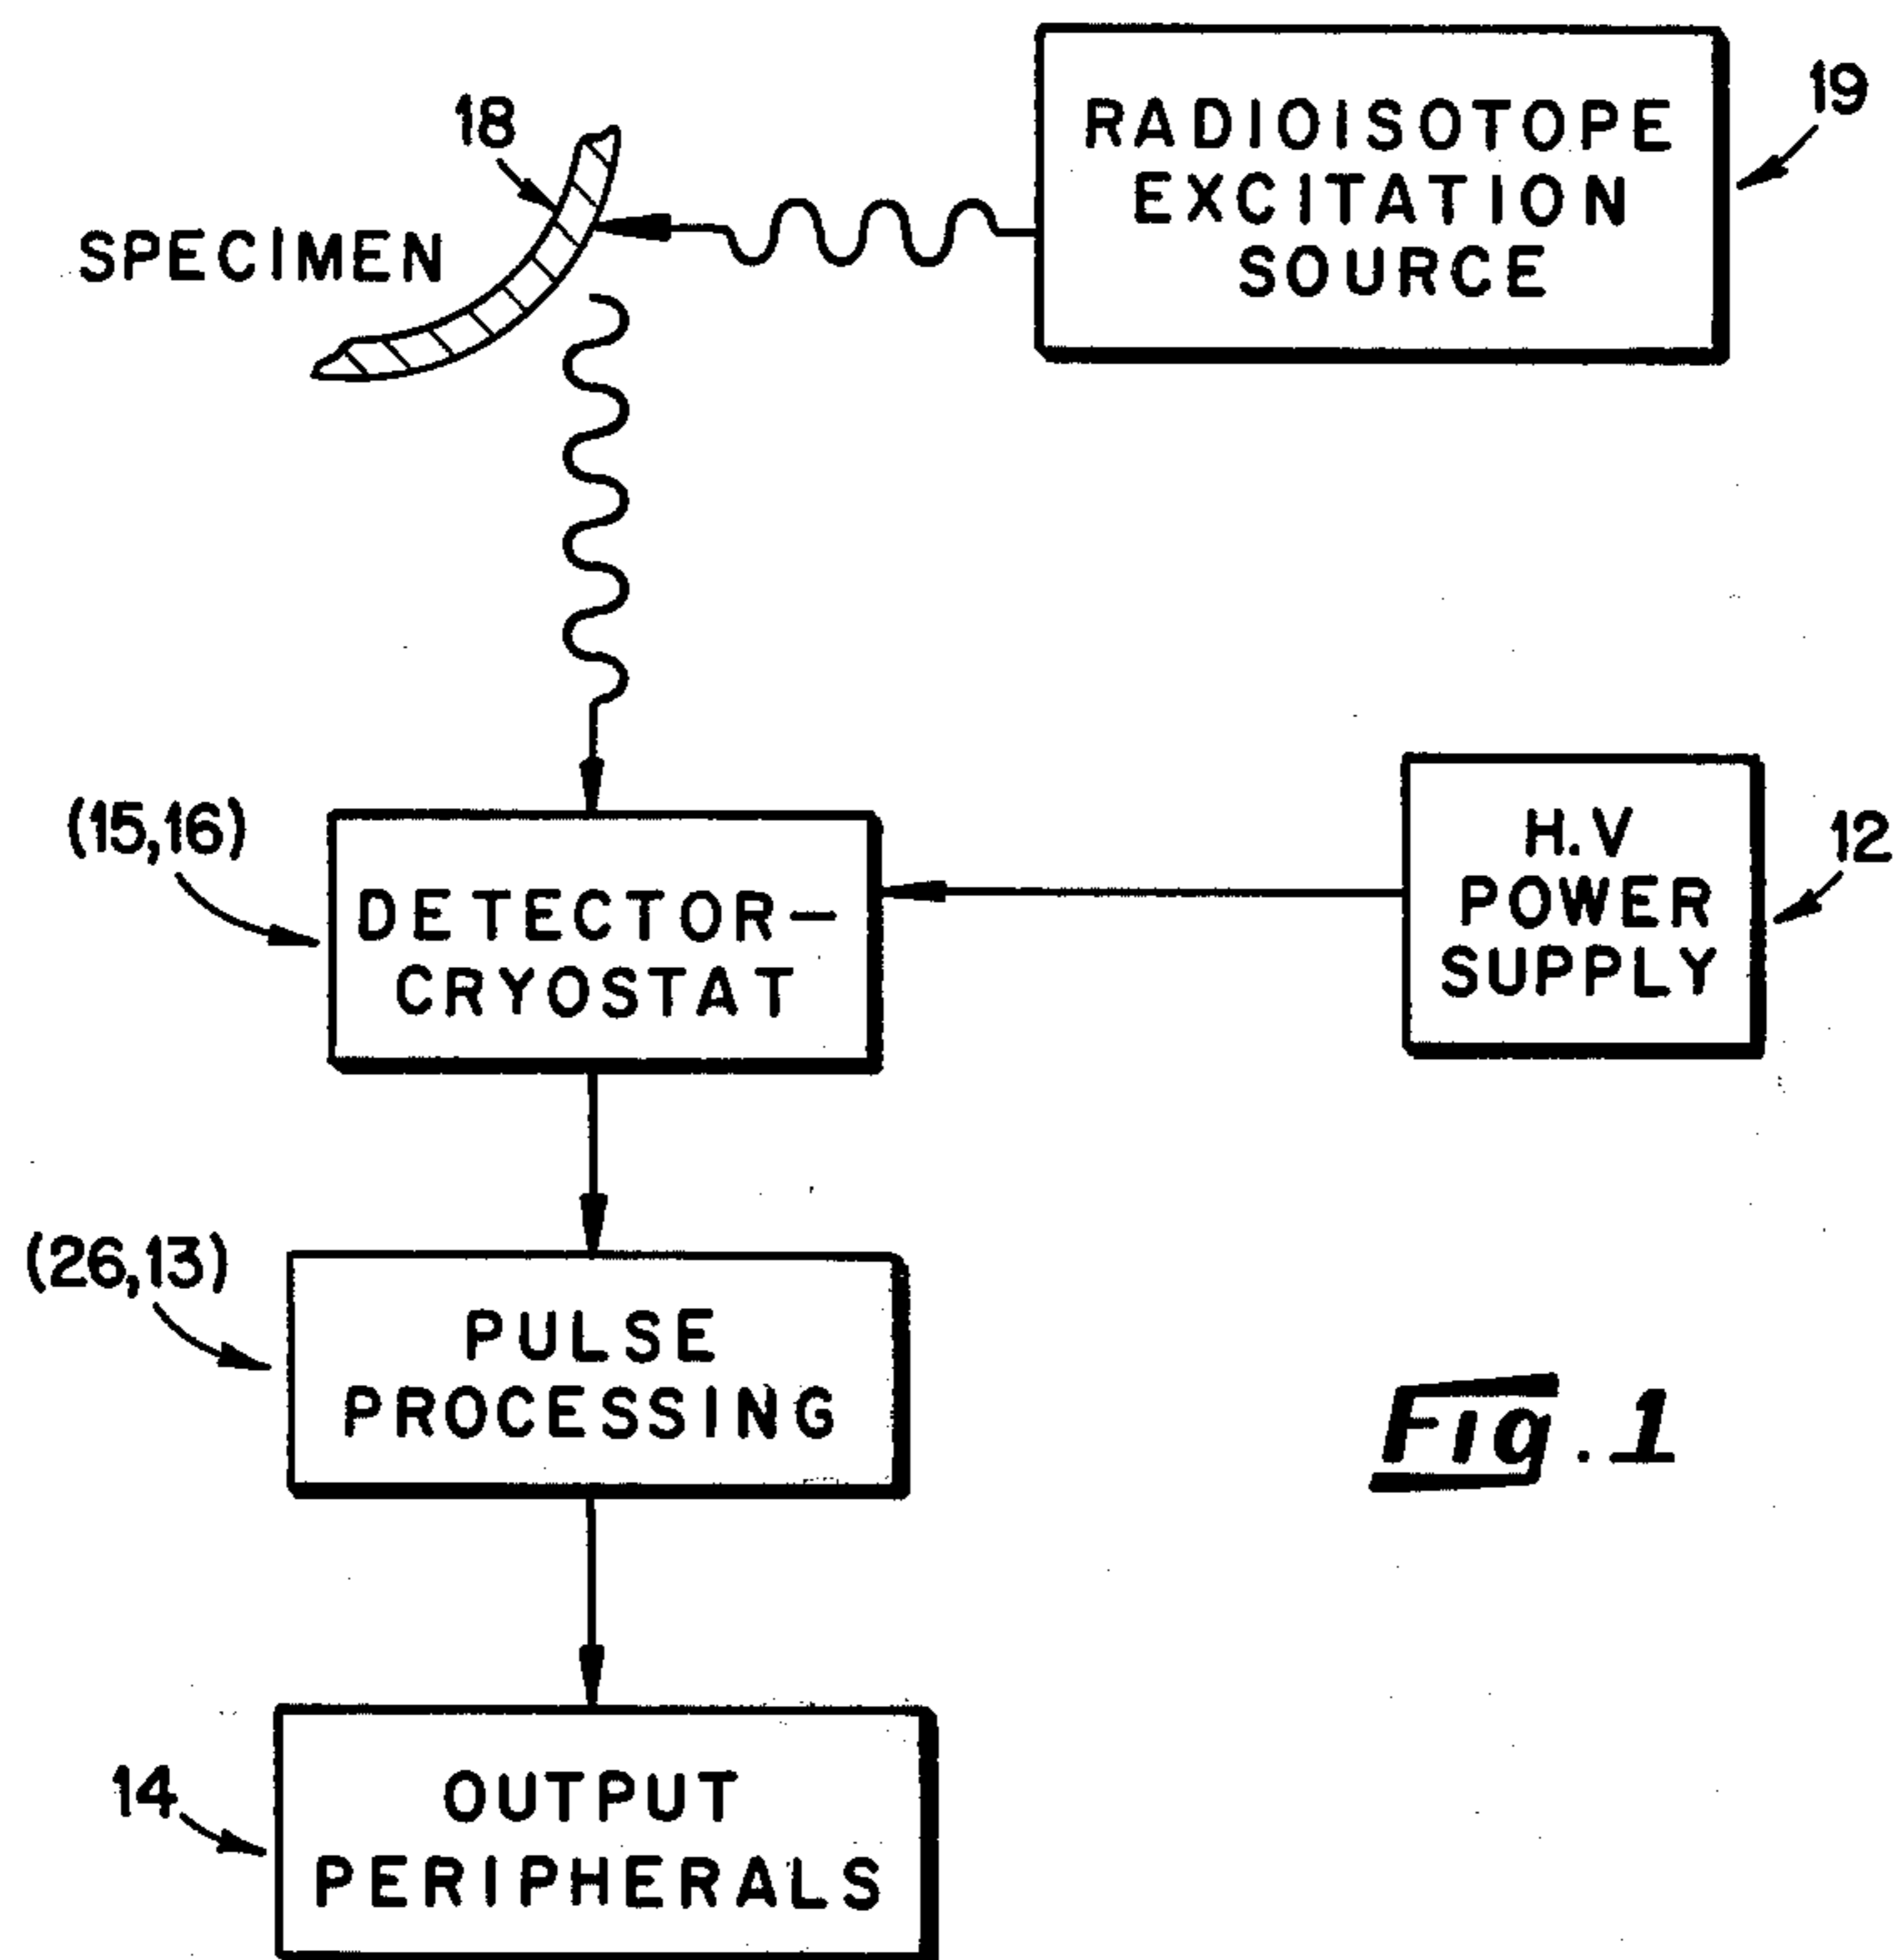 18
SPECIMEN
RADIOISOTOPE
EXCITATION
SOURCE
19
(15,16)
DETECTOR—
CRYOSTAT
H.V
POWER
SUPPLY
12
(26,13)
PULSE
PROCESSING
Fig. 1
14
OUTPUT
PERIPHERALS